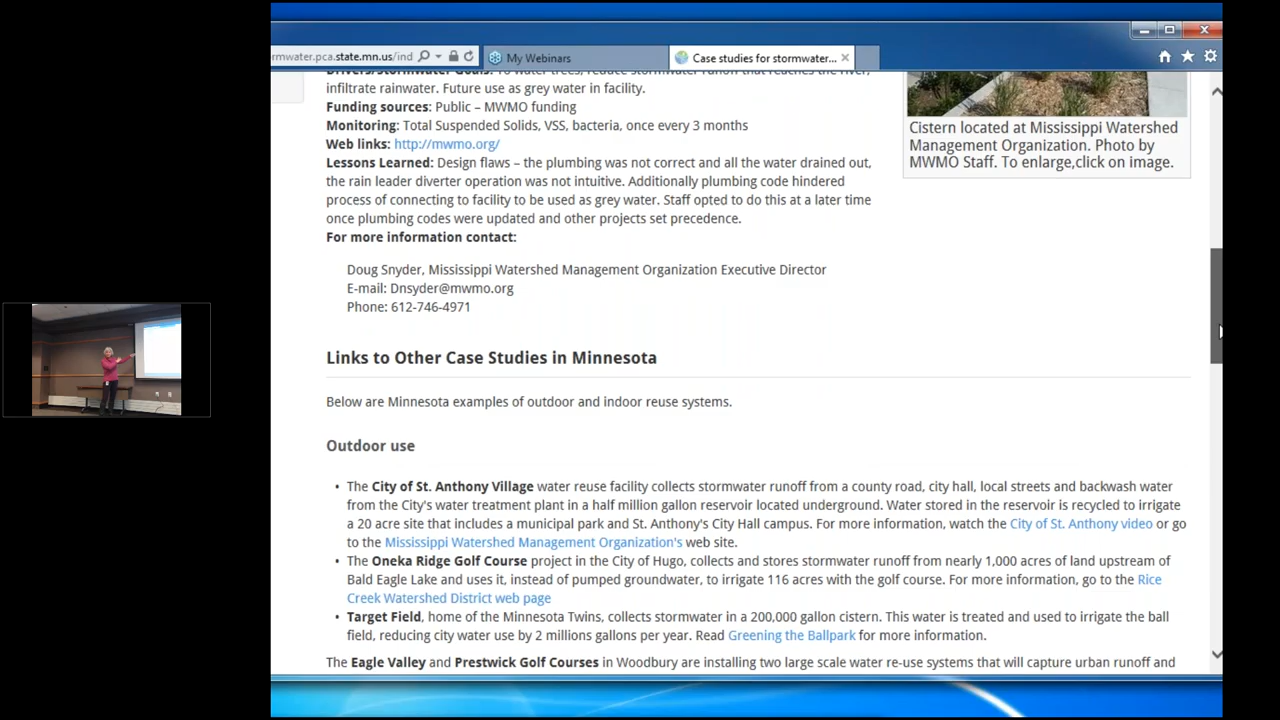 rmwater.pca.state.mn.us/ind
My Webinars
Case studies for stormwater...
Drivers/Stormwater Goals: To water trees, reduce stormwater runoff that reaches the river,
infiltrate rainwater. Future use as grey water in facility.
Funding sources: Public – MWMO funding
Monitoring: Total Suspended Solids, VSS, bacteria, once every 3 months
Web links: http://mwmo.org/
Lessons Learned: Design flaws – the plumbing was not correct and all the water drained out,
the rain leader diverter operation was not intuitive. Additionally plumbing code hindered
process of connecting to facility to be used as grey water. Staff opted to do this at a later time
once plumbing codes were updated and other projects set precedence.
For more information contact:
Doug Snyder, Mississippi Watershed Management Organization Executive Director
E-mail: Dnsyder@mwmo.org
Phone: 612-746-4971
Cistern located at Mississippi Watershed
Management Organization. Photo by
MWMO Staff. To enlarge,click on image.
Links to Other Case Studies in Minnesota
Below are Minnesota examples of outdoor and indoor reuse systems.
Outdoor use
• The City of St. Anthony Village water reuse facility collects stormwater runoff from a county road, city hall, local streets and backwash water
from the City's water treatment plant in a half million gallon reservoir located underground. Water stored in the reservoir is recycled to irrigate
a 20 acre site that includes a municipal park and St. Anthony's City Hall campus. For more information, watch the City of St. Anthony video or go
to the Mississippi Watershed Management Organization's web site.
• The Oneka Ridge Golf Course project in the City of Hugo, collects and stores stormwater runoff from nearly 1,000 acres of land upstream of
Bald Eagle Lake and uses it, instead of pumped groundwater, to irrigate 116 acres with the golf course. For more information, go to the Rice
Creek Watershed District web page
• Target Field, home of the Minnesota Twins, collects stormwater in a 200,000 gallon cistern. This water is treated and used to irrigate the ball
field, reducing city water use by 2 millions gallons per year. Read Greening the Ballpark for more information.
The Eagle Valley and Prestwick Golf Courses in Woodbury are installing two large scale water re-use systems that will capture urban runoff and